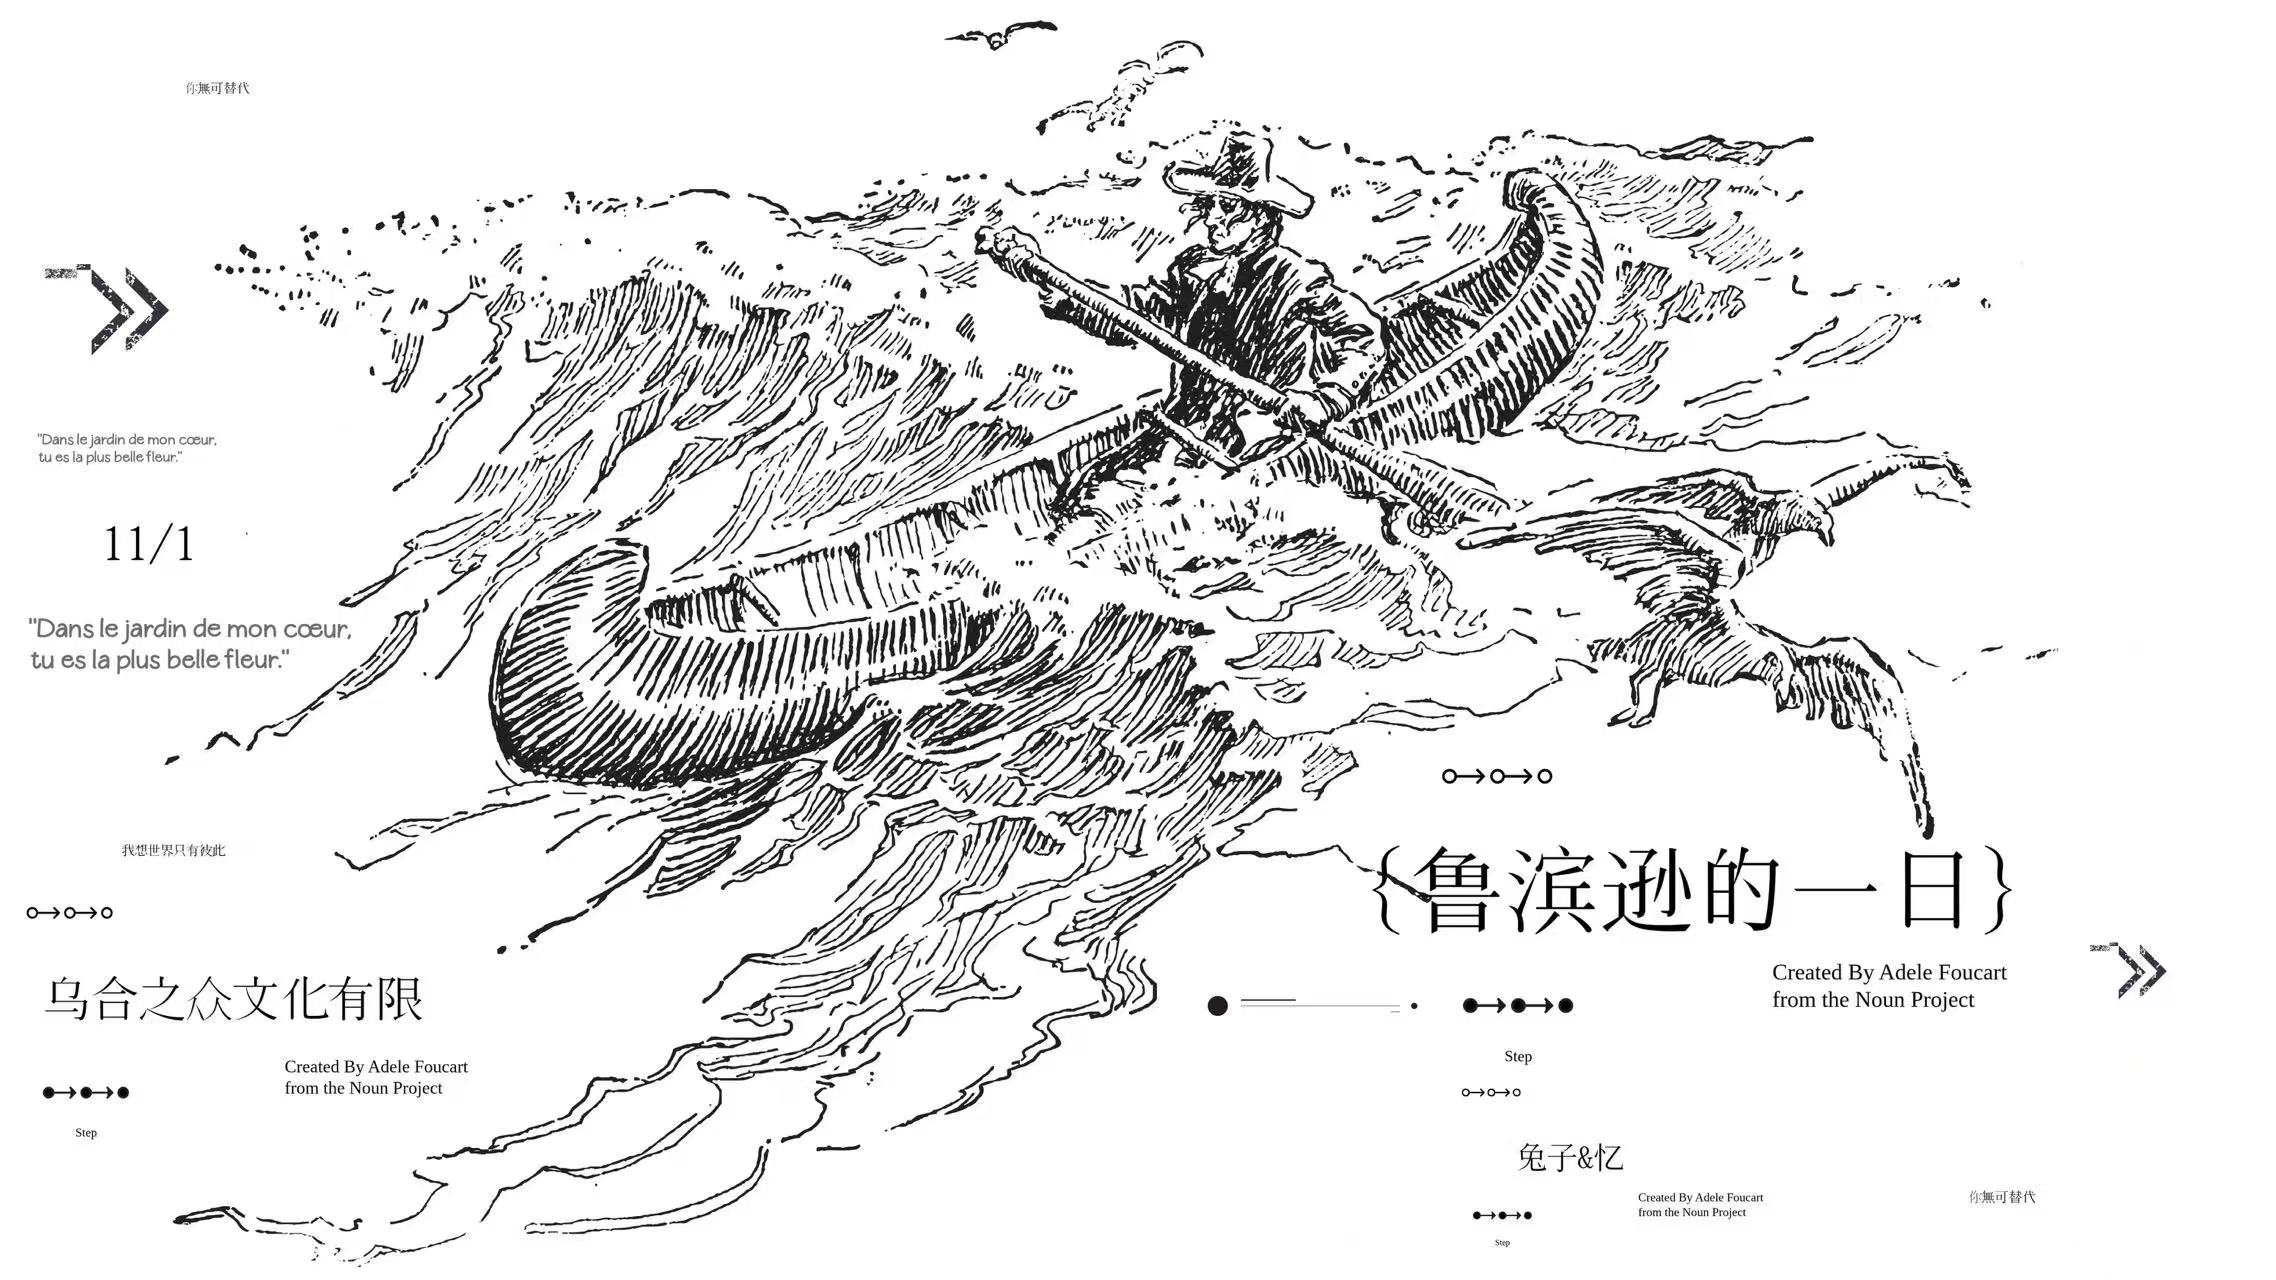 你無可替代
"Dans le jardin de mon cœur,
tu es la plus belle fleur."
11/1
"Dans le jardin de mon cœur,
tu es la plus belle fleur."
我想世界只有彼此
乌合之众文化有限
Created By Adele Foucart
from the Noun Project
Step
{鲁滨逊的一日}
Created By Adele Foucart
from the Noun Project
Step
兔子&忆
Created By Adele Foucart
from the Noun Project
Step
你無可替代